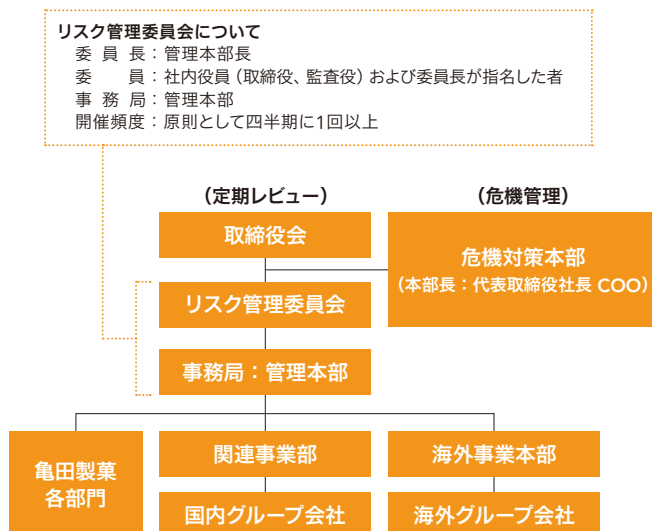 リスク管理委員会について
委員長：管理本部長
委員：社内役員（取締役、監査役）および委員長が指名した者
事務局：管理本部
開催頻度：原則として四半期に1回以上
（定期レビュー）
（危機管理）
取締役会
危機対策本部
（本部長：代表取締役社長 COO）
リスク管理委員会
事務局：管理本部
亀田製菓
各部門
関連事業部
海外事業本部
国内グループ会社
海外グループ会社